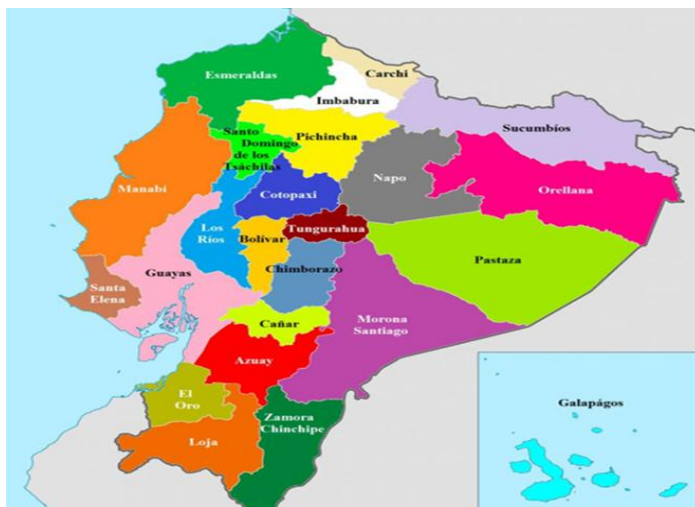 Esmeraldas
Carchi
Imbabura
Sucumbíos
Santo
Domingo
de los
Tsáchilas
Pichincha
Manabí
Cotopaxi
Napo
Orellana
Los
Ríos
Bolívar
Tungurahua
Pastaza
Guayas
Chimborazo
Santa
Elena
Cañar
Morona
Santiago
Azuay
El
Oro
Zamora
Chinchipe
Loja
Galapágos